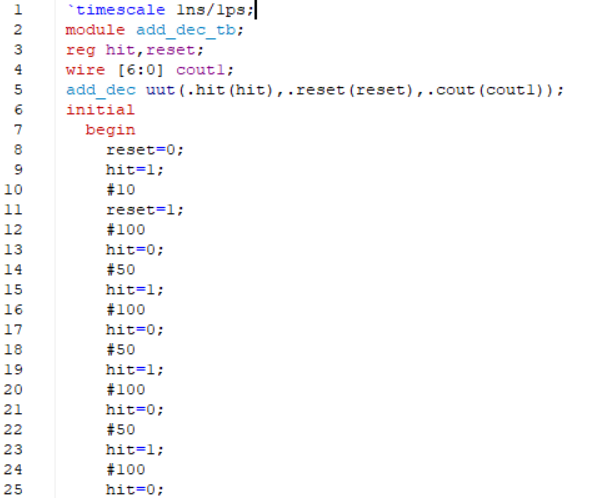 1 `timescale 1ns/1ps;
2 module add_dec_tb;
3 reg hit,reset;
4 wire [6:0] cout1;
5 add_dec uut(.hit(hit),.reset(reset),.cout(cout1));
6 initial
7 begin
8 reset=0;
9 hit=1;
10 #10
11 reset=1;
12 #100
13 hit=0;
14 #50
15 hit=1;
16 #100
17 hit=0;
18 #50
19 hit=1;
20 #100
21 hit=0;
22 #50
23 hit=1;
24 #100
25 hit=0;